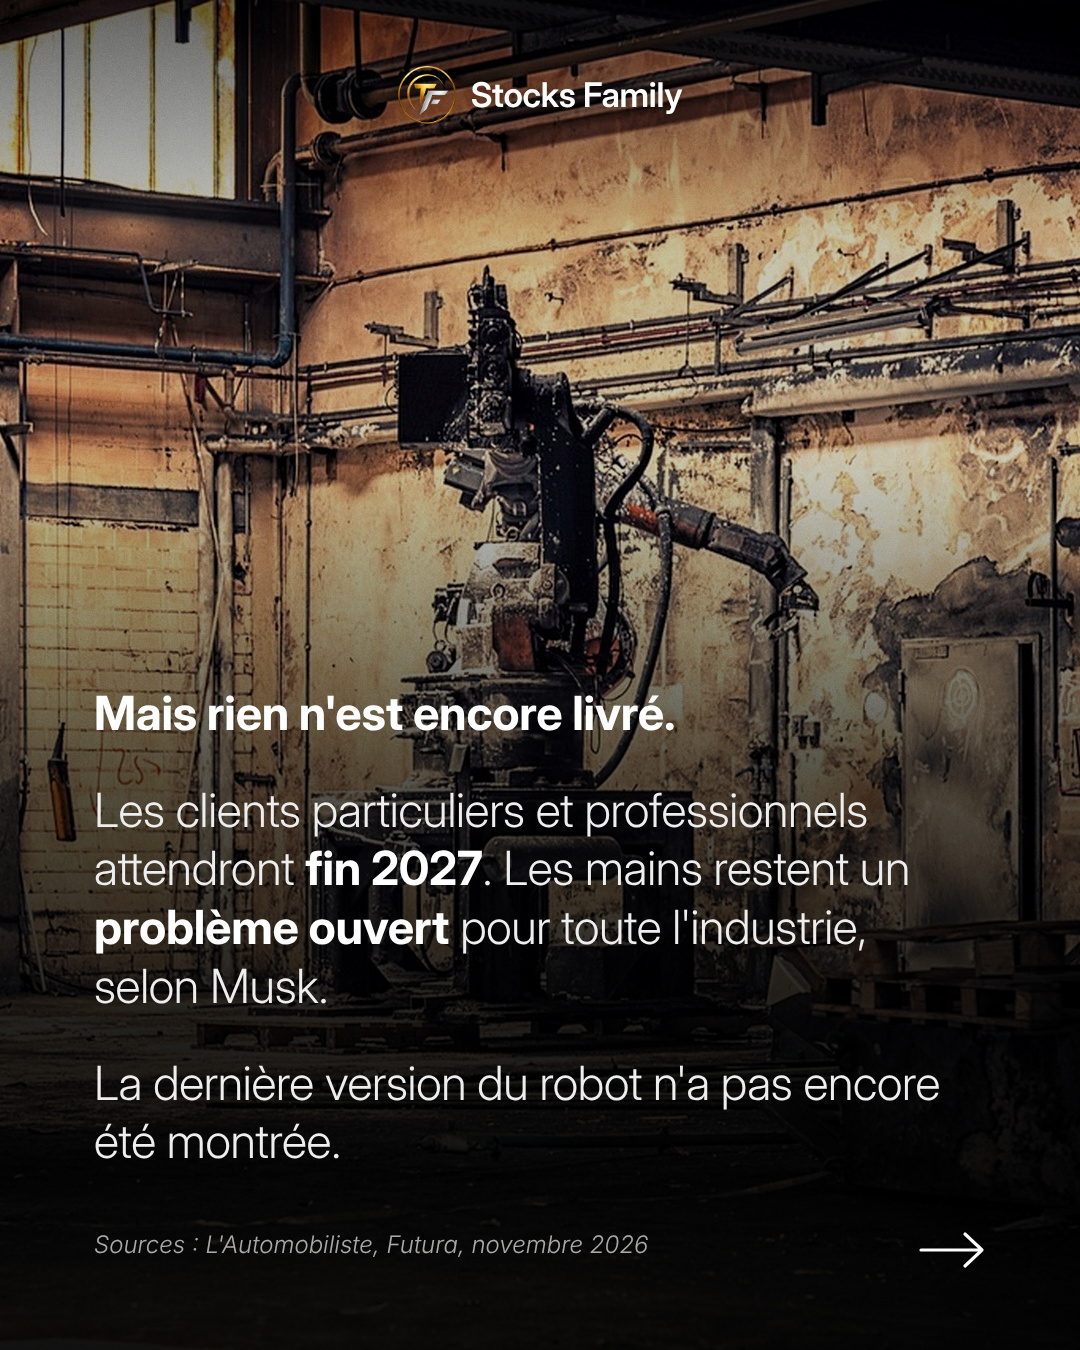 TF Stocks Family
Mais rien n'est encore livré.
Les clients particuliers et professionnels
attendront fin 2027. Les mains restent un
problème ouvert pour toute l'industrie,
selon Musk.
La dernière version du robot n'a pas encore
été montrée.
Sources : L'Automobiliste, Futura, novembre 2026